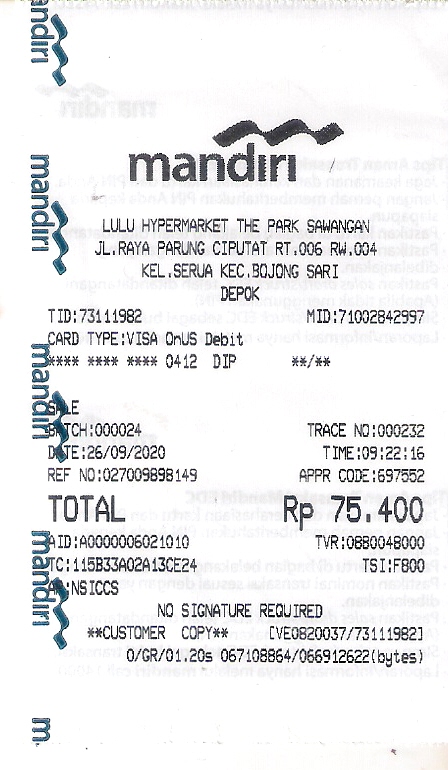 mandiri
LULU HYPERMARKET THE PARK SAWANGAN
JL.RAYA PARUNG CIPUTAT RT.006 RW.004
KEL.SERUA KEC.BOJONG SARI
DEPOK
TID:73111982 MID:71002842997
CARD TYPE:VISA OnUS Debit
**** **** **** 0412 DIP **/**
SALE
BATCH:000024 TRACE NO:000232
DATE:26/09/2020 TIME:09:22:16
REF NO:027009898149 APPR CODE:697552
TOTAL Rp 75.400
AID:A0000006021010 TVR:0880048000
TC:115B33A02A13CE24 TSI:F800
:NSICCS
NO SIGNATURE REQUIRED
**CUSTOMER COPY** [VE0820037/73111982]
0/GR/01.20s 067108864/066912622(bytes)
mandiri
mandiri
mandiri